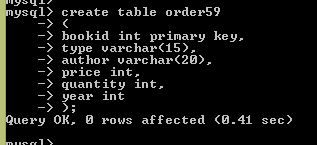 mysql>
mysql> create table order59
    -> (
    -> bookid int primary key,
    -> type varchar(15),
    -> author varchar(20),
    -> price int,
    -> quantity int,
    -> year int
    -> );
Query OK, 0 rows affected (0.41 sec)
mysql>